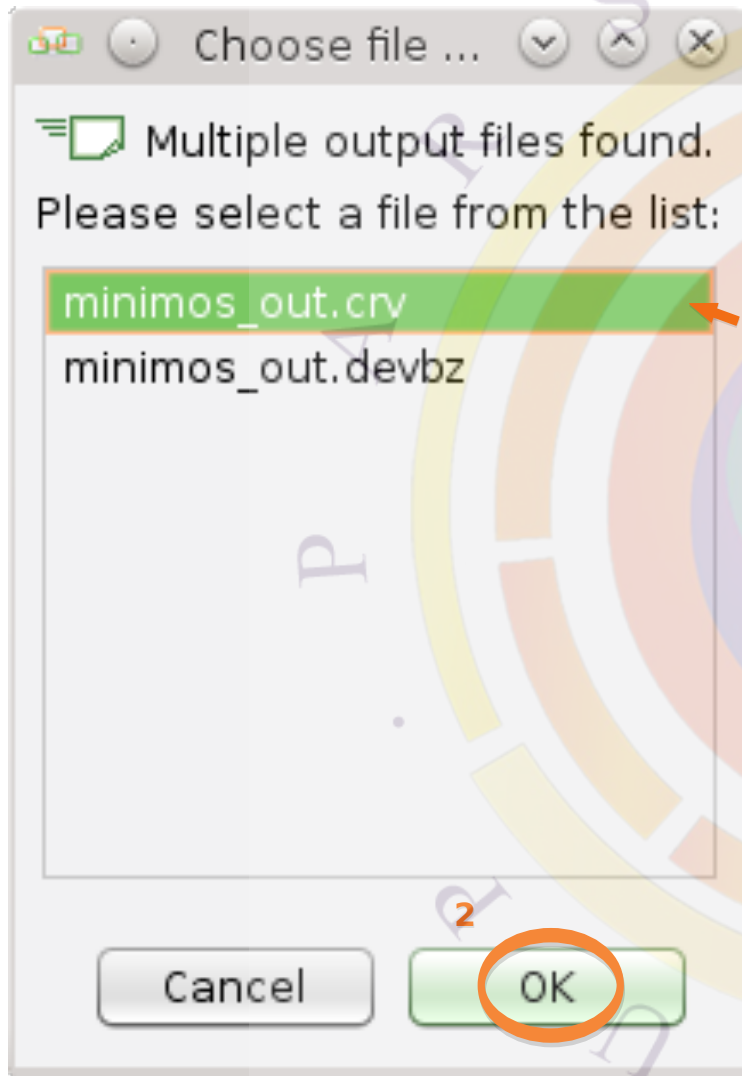 Choose file ...
Multiple output files found.
Please select a file from the list:
minimos_out.crv
minimos_out.devbz
2
Cancel
OK
R
A
P
.
R